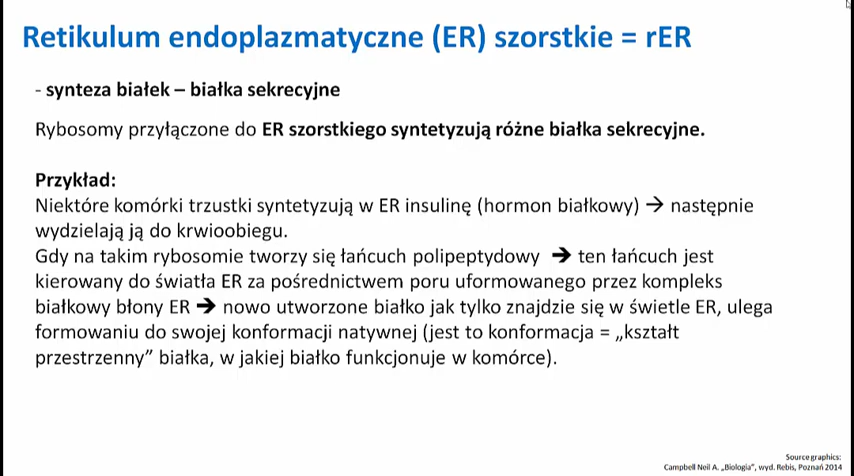 Retikulum endoplazmatyczne (ER) szorstkie = rER
- synteza białek – białka sekrecyjne
Rybosomy przyłączone do ER szorstkiego syntetyzują różne białka sekrecyjne.
Przykład:
Niektóre komórki trzustki syntetyzują w ER insulinę (hormon białkowy) → następnie
wydzielają ją do krwioobiegu.
Gdy na takim rybosomie tworzy się łańcuch polipeptydowy → ten łańcuch jest
kierowany do światła ER za pośrednictwem poru uformowanego przez kompleks
białkowy błony ER → nowo utworzone białko jak tylko znajdzie się w świetle ER, ulega
formowaniu do swojej konformacji natywnej (jest to konformacja = „kształt
przestrzenny” białka, w jakiej białko funkcjonuje w komórce).
Source graphics:
Campbell Neil A. „Biologia”, wyd. Rebis, Poznań 2014